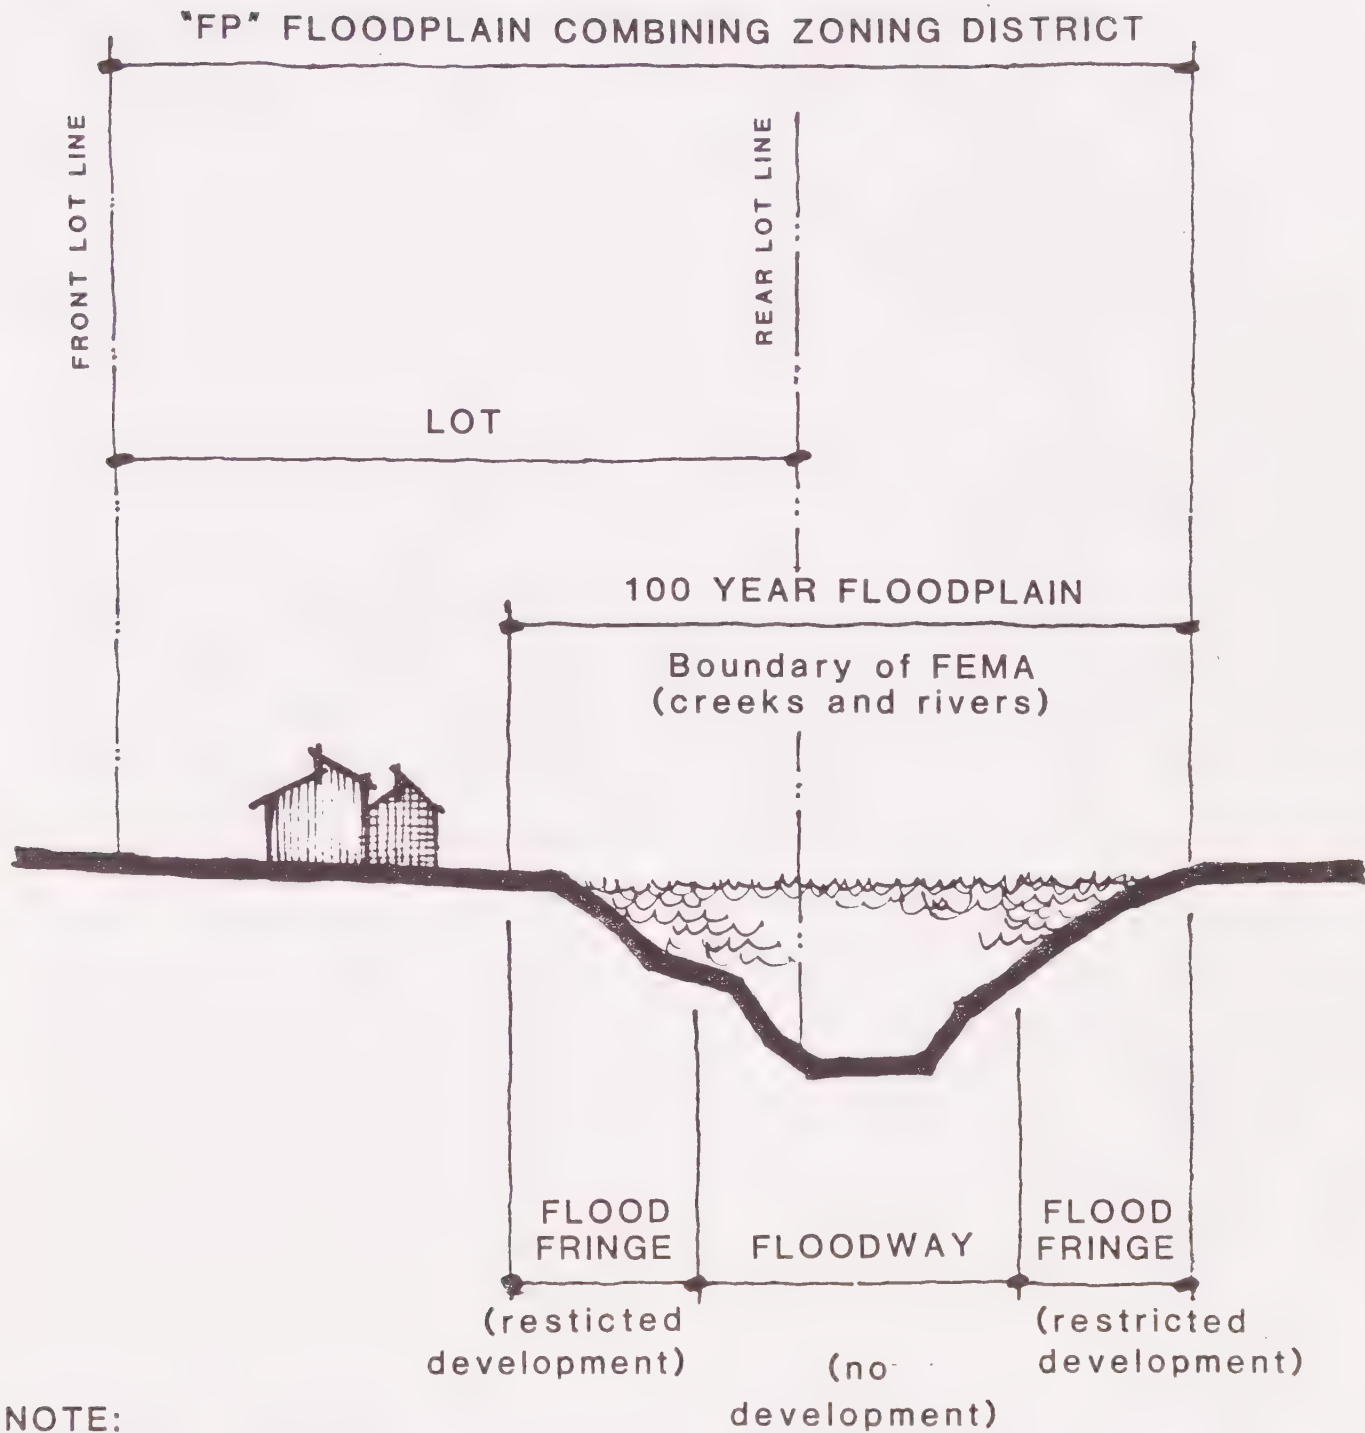 "FP" FLOODPLAIN COMBINING ZONING DISTRICT
FRONT LOT LINE
REAR LOT LINE
LOT
100 YEAR FLOODPLAIN
Boundary of FEMA
(creeks and rivers)
FLOOD
FRINGE
FLOODWAY
FLOOD
FRINGE
(resticted
development)
(no
development)
(restricted
development)
NOTE: